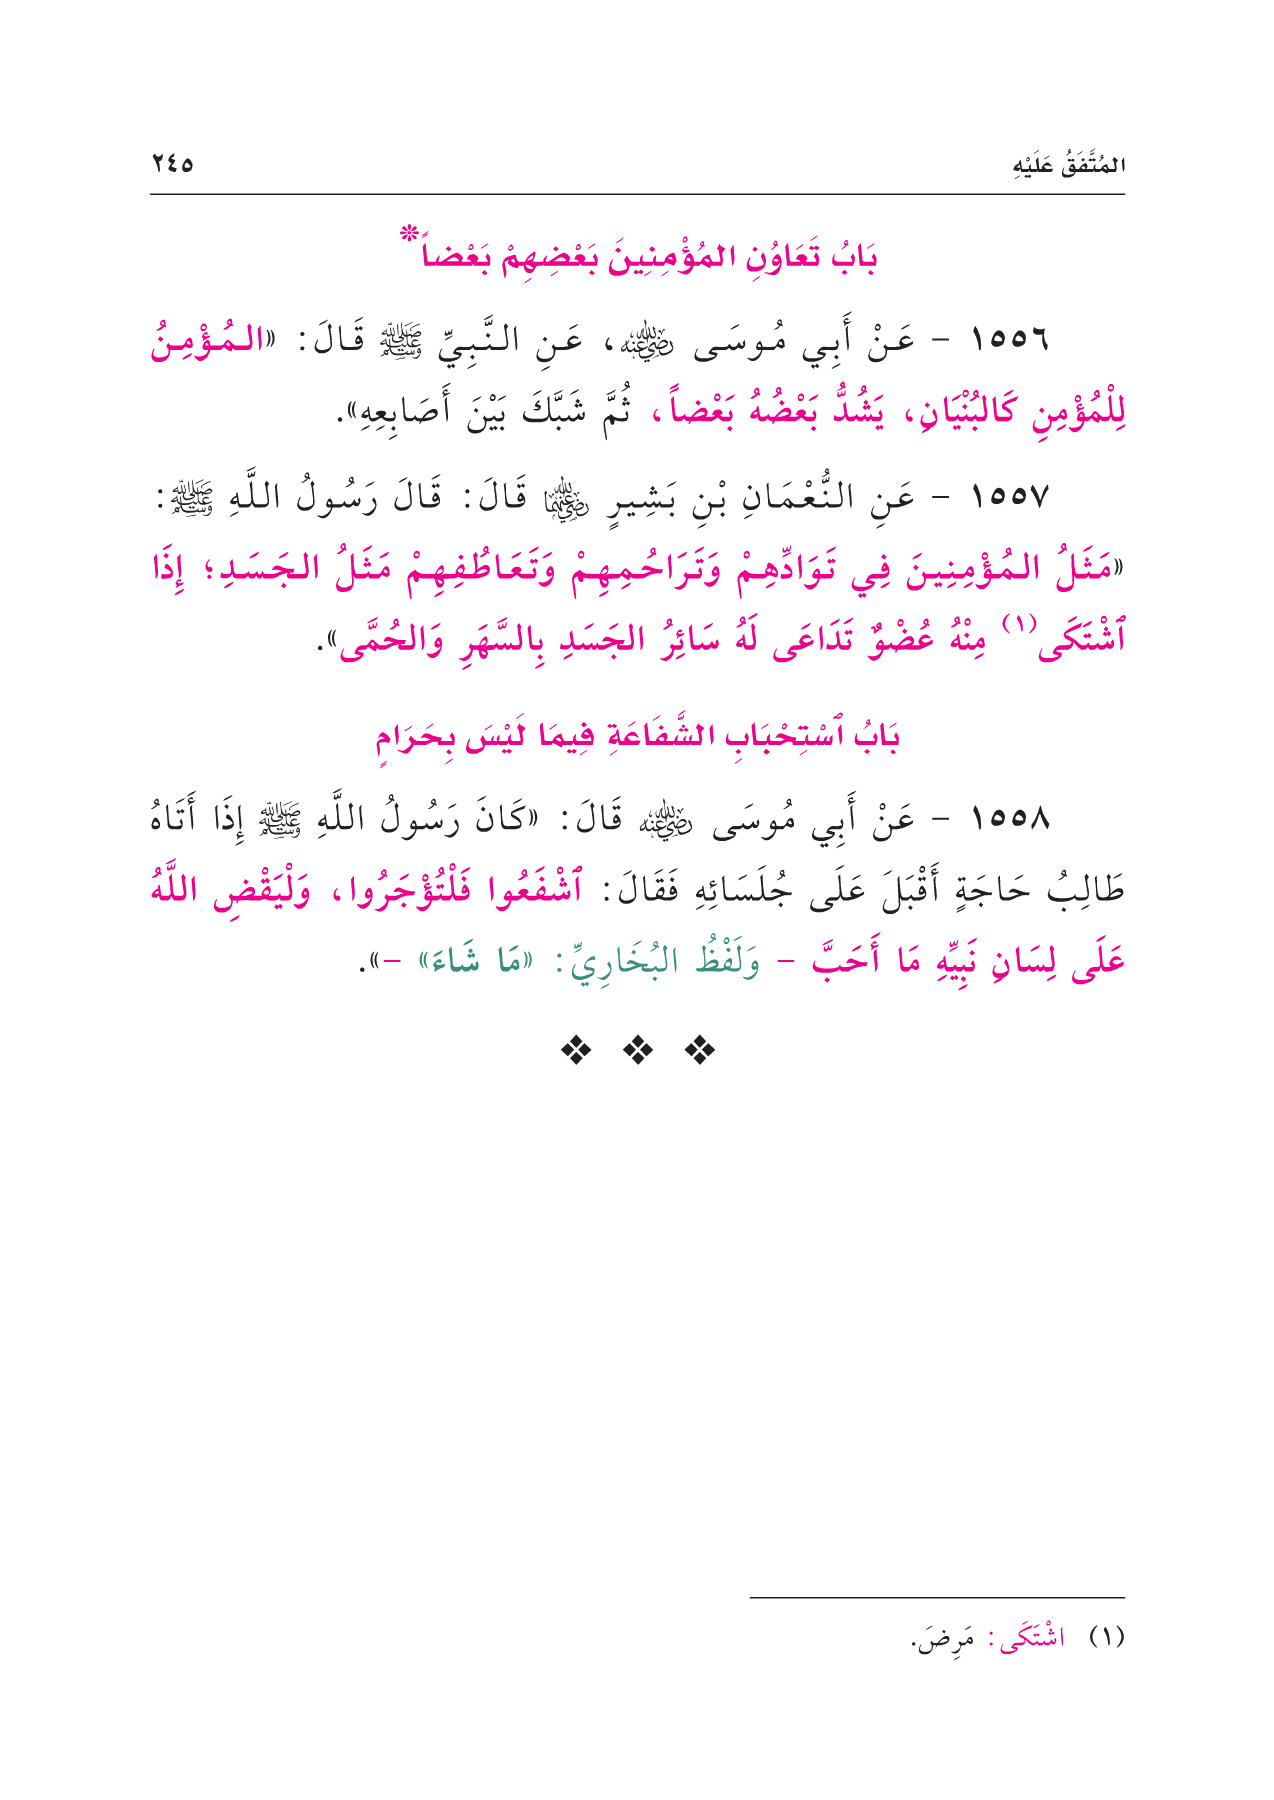 المُتَّفَقُ عَلَيْهِ ٢٤٥
بَابُ تَعَاوُنِ المُؤْمِنِينَ بَعْضِهِمْ بَعْضاً*
١٥٥٦ – عَنْ أَبِي مُوسَى رضي الله عنه، عَنِ النَّبِيِّ ﷺ قَالَ: «المُؤْمِنُ
لِلْمُؤْمِنِ كَالبُنْيَانِ، يَشُدُّ بَعْضُهُ بَعْضاً، ثُمَّ شَبَّكَ بَيْنَ أَصَابِعِهِ».
١٥٥٧ – عَنِ النُّعْمَانِ بْنِ بَشِيرٍ رضي الله عنهما قَالَ: قَالَ رَسُولُ اللَّهِ ﷺ:
«مَثَلُ المُؤْمِنِينَ فِي تَوَادِّهِمْ وَتَرَاحُمِهِمْ وَتَعَاطُفِهِمْ مَثَلُ الجَسَدِ؛ إِذَا
ٱشْتَكَى(١) مِنْهُ عُضْوٌ تَدَاعَى لَهُ سَائِرُ الجَسَدِ بِالسَّهَرِ وَالحُمَّى».
بَابُ ٱسْتِحْبَابِ الشَّفَاعَةِ فِيمَا لَيْسَ بِحَرَامٍ
١٥٥٨ – عَنْ أَبِي مُوسَى رضي الله عنه قَالَ: «كَانَ رَسُولُ اللَّهِ ﷺ إِذَا أَتَاهُ
طَالِبُ حَاجَةٍ أَقْبَلَ عَلَى جُلَسَائِهِ فَقَالَ: ٱشْفَعُوا فَلْتُؤْجَرُوا، وَلْيَقْضِ اللَّهُ
عَلَى لِسَانِ نَبِيِّهِ مَا أَحَبَّ – وَلَفْظُ البُخَارِيِّ: «مَا شَاءَ» –».
(١) اشْتَكَى: مَرِضَ.